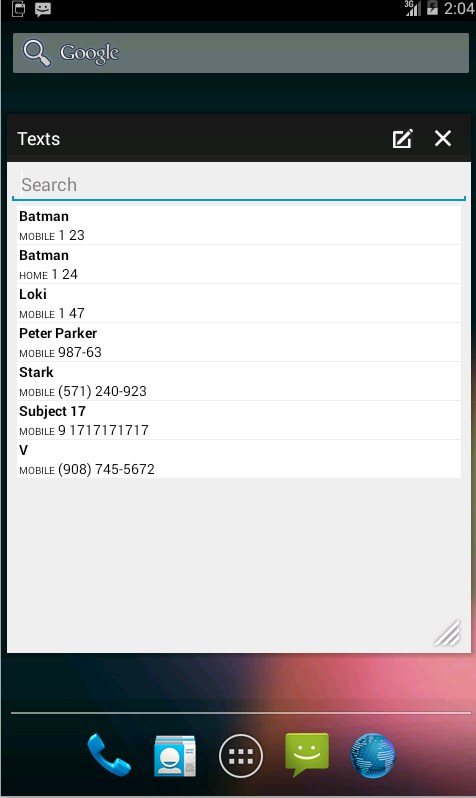 3G 2:04
Google
Texts
Search
Batman
MOBILE 1 23
Batman
HOME 1 24
Loki
MOBILE 1 47
Peter Parker
MOBILE 987-63
Stark
MOBILE (571) 240-923
Subject 17
MOBILE 9 1717171717
V
MOBILE (908) 745-5672